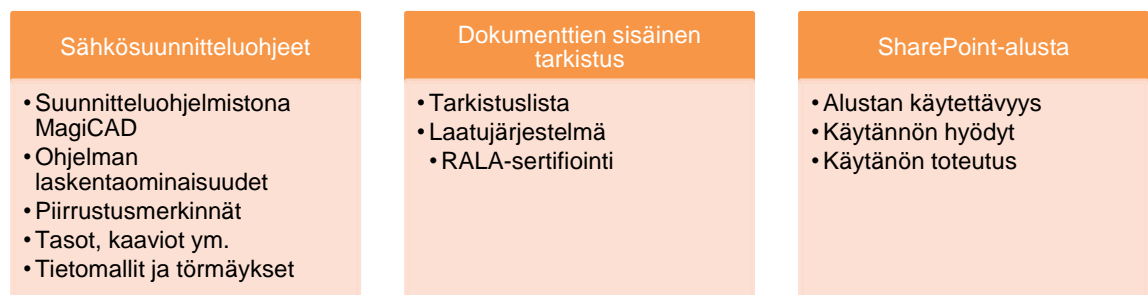 Sähkösuunnitteluohjeet
• Suunnitteluohjelmistona
MagiCAD
• Ohjelman
laskentaominaisuudet
• Piirrustusmerkinnät
• Tasot, kaaviot ym.
• Tietomallit ja törmäykset
Dokumenttien sisäinen
tarkistus
• Tarkistuslista
• Laatujärjestelmä
• RALA-sertifiointi
SharePoint-alusta
• Alustan käytettävyys
• Käytännön hyödyt
• Käytänön toteutus